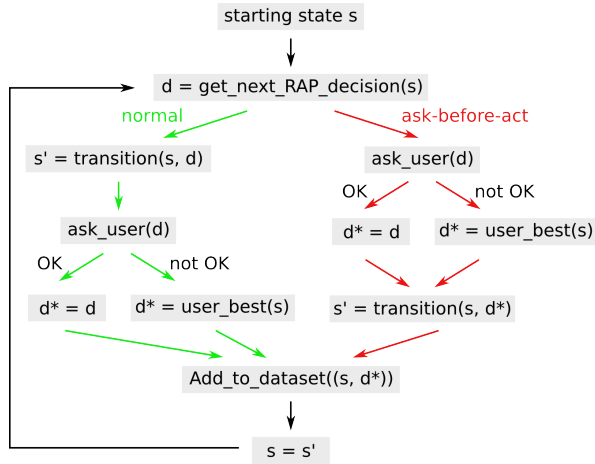 starting state s
d = get_next_RAP_decision(s)
normal
ask-before-act
s' = transition(s, d)
ask_user(d)
ask_user(d)
OK
not OK
OK
not OK
d* = d
d* = user_best(s)
d* = d
d* = user_best(s)
s' = transition(s, d*)
Add_to_dataset((s, d*))
s = s'